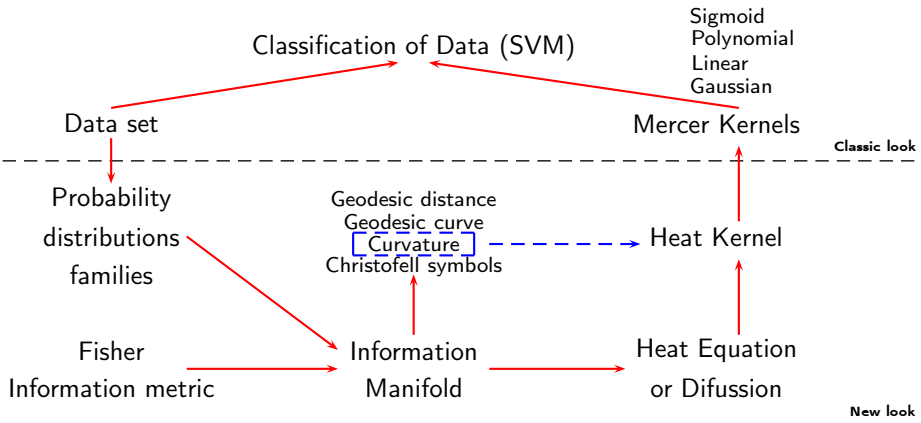 Sigmoid
Polynomial
Linear
Gaussian
Classification of Data (SVM)
Data set
Mercer Kernels
Classic look
Probability
distributions
families
Geodesic distance
Geodesic curve
Curvature
Christofell symbols
Heat Kernel
Fisher
Information metric
Information
Manifold
Heat Equation
or Difussion
New look